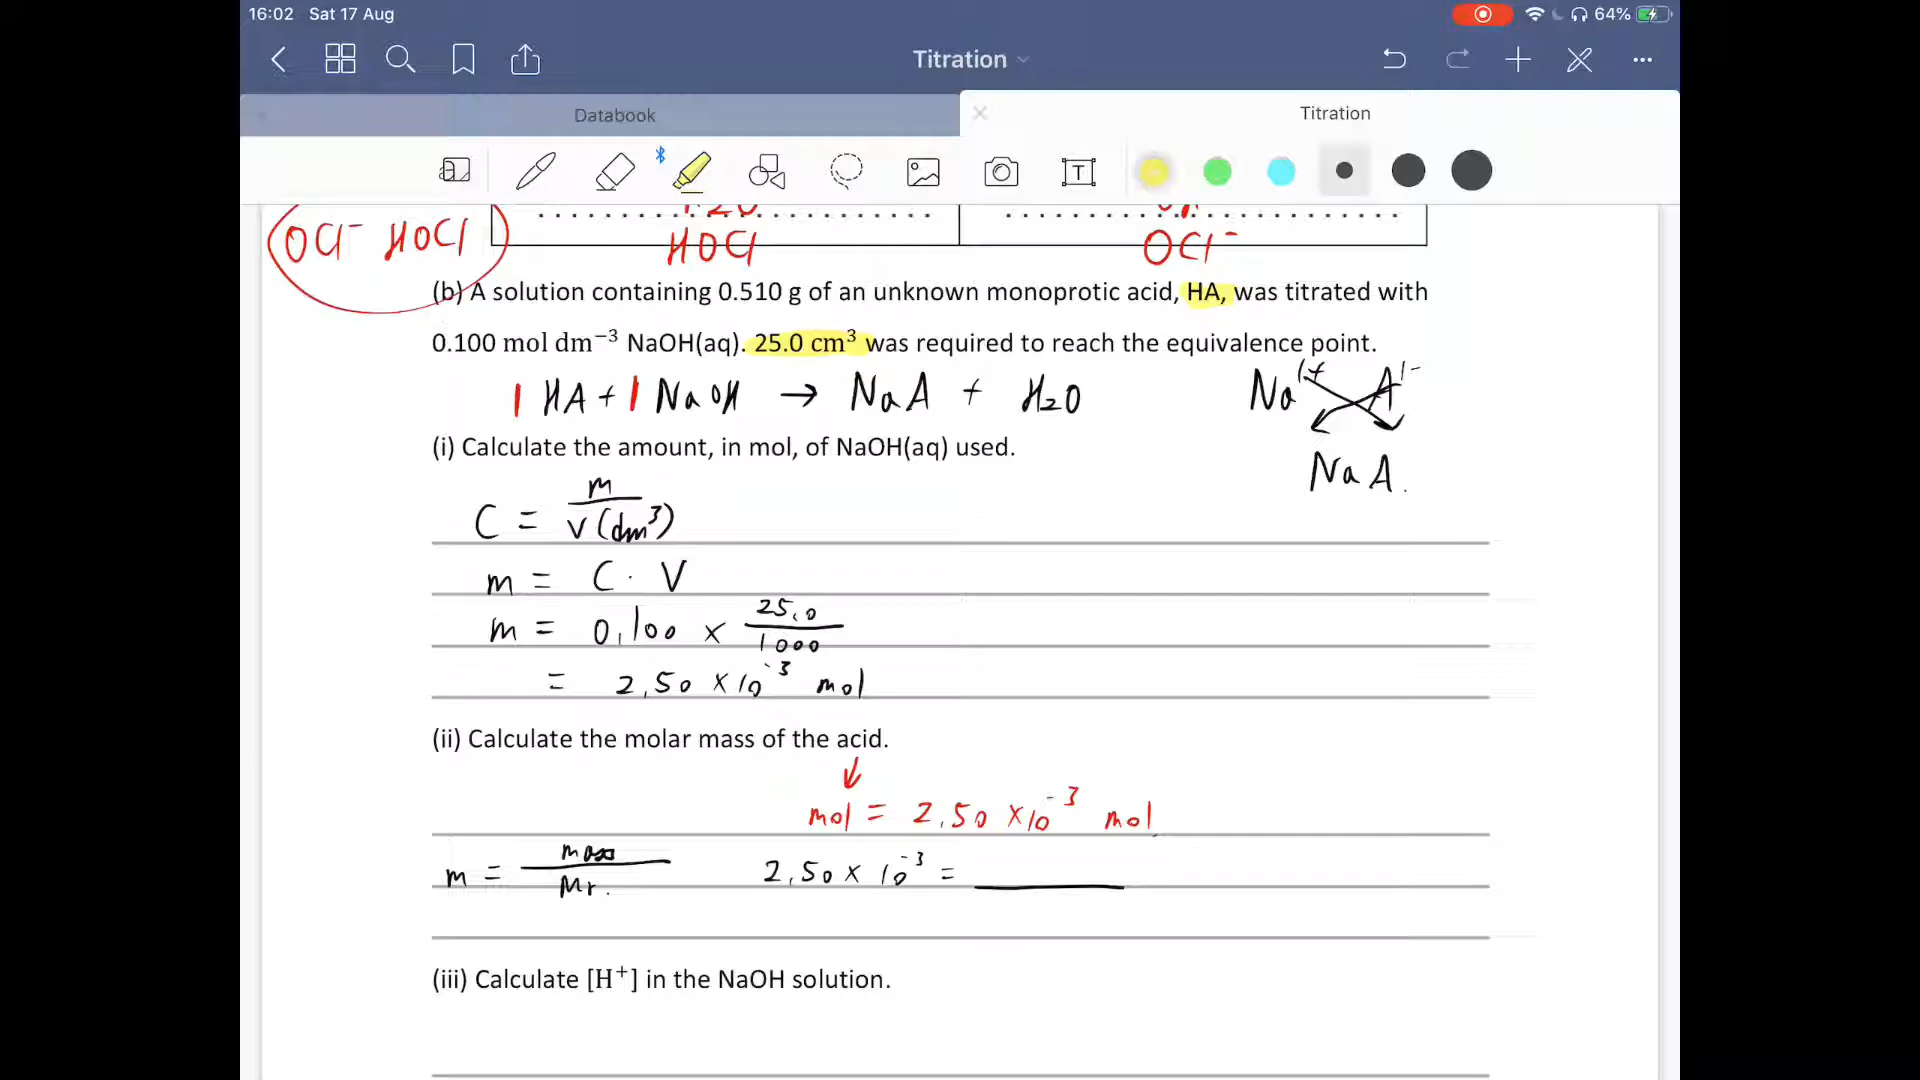 16:02 Sat 17 Aug 64%
Titration
Databook
Titration
OCl⁻ HOCl
HOCl
OCl⁻
(b) A solution containing 0.510 g of an unknown monoprotic acid, HA, was titrated with
0.100 mol dm⁻³ NaOH(aq). 25.0 cm³ was required to reach the equivalence point.
1 HA + 1 NaOH → NaA + H₂O
Na¹⁺ A¹⁻
(i) Calculate the amount, in mol, of NaOH(aq) used.
NaA.
C = m / v (dm³)
m = C · V
m = 0.100 × 25.0 / 1000
= 2.50 × 10⁻³ mol
(ii) Calculate the molar mass of the acid.
mol = 2.50 × 10⁻³ mol
m = mass / Mr. 2.50 × 10⁻³ =
(iii) Calculate [H⁺] in the NaOH solution.